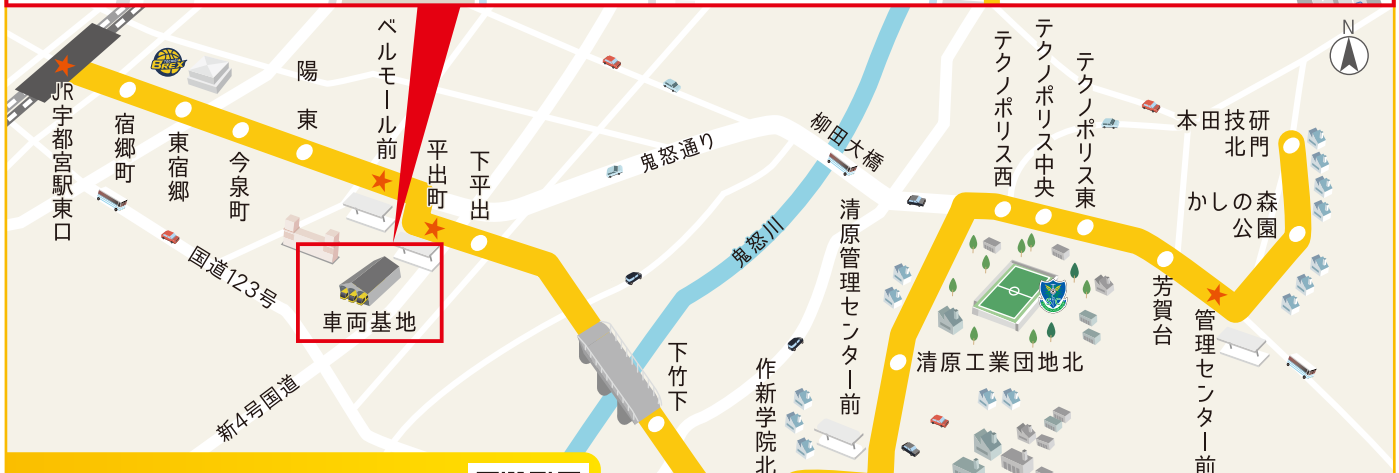 N
JR宇都宮駅東口
宿郷町
東宿郷
今泉町
陽東
ベルモール前
平出町
下平出
鬼怒通り
柳田大橋
鬼怒川
国道123号
新4号国道
車両基地
下竹下
作新学院北
清原管理センター前
清原工業団地北
テクノポリス西
テクノポリス中央
テクノポリス東
芳賀台
管理センター前
かしの森
公園
本田技研
北門
BREX